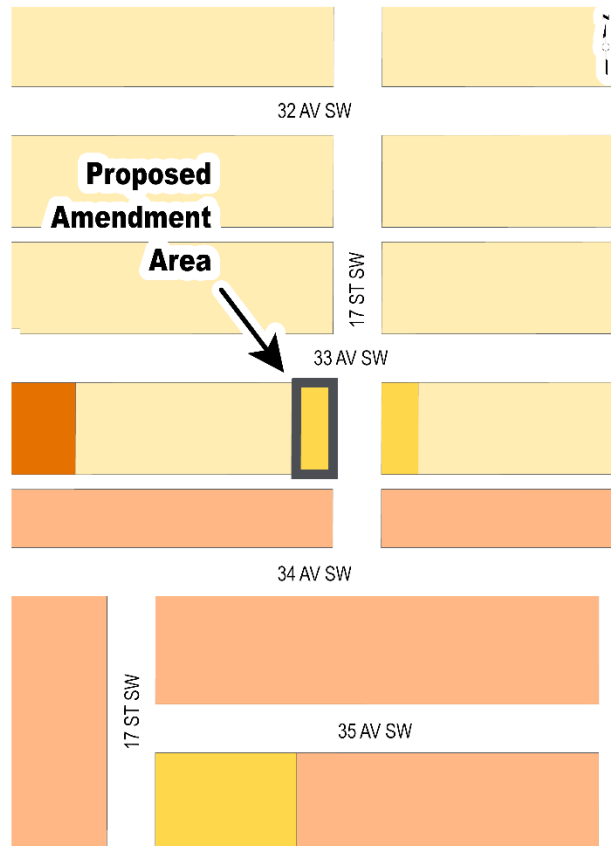 32 AV SW
Proposed
Amendment
Area
17 ST SW
33 AV SW
34 AV SW
17 ST SW
35 AV SW